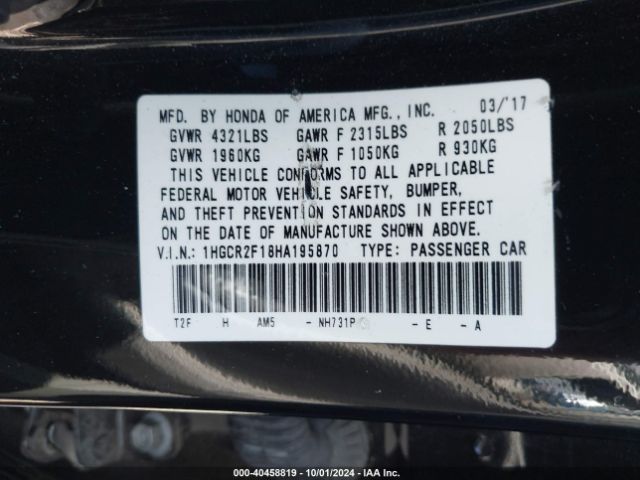 MFD. BY HONDA OF AMERICA MFG., INC. 03/'17
GVWR 4321LBS GAWR F 2315LBS R 2050LBS
GVWR 1960KG GAWR F 1050KG R 930KG
THIS VEHICLE CONFORMS TO ALL APPLICABLE
FEDERAL MOTOR VEHICLE SAFETY, BUMPER,
AND THEFT PREVENTION STANDARDS IN EFFECT
ON THE DATE OF MANUFACTURE SHOWN ABOVE.
V.I.N.: 1HGCR2F18HA195870 TYPE: PASSENGER CAR
T2F H AM5 - NH731P - E - A
000-40458819 - 10/01/2024 - IAA Inc.